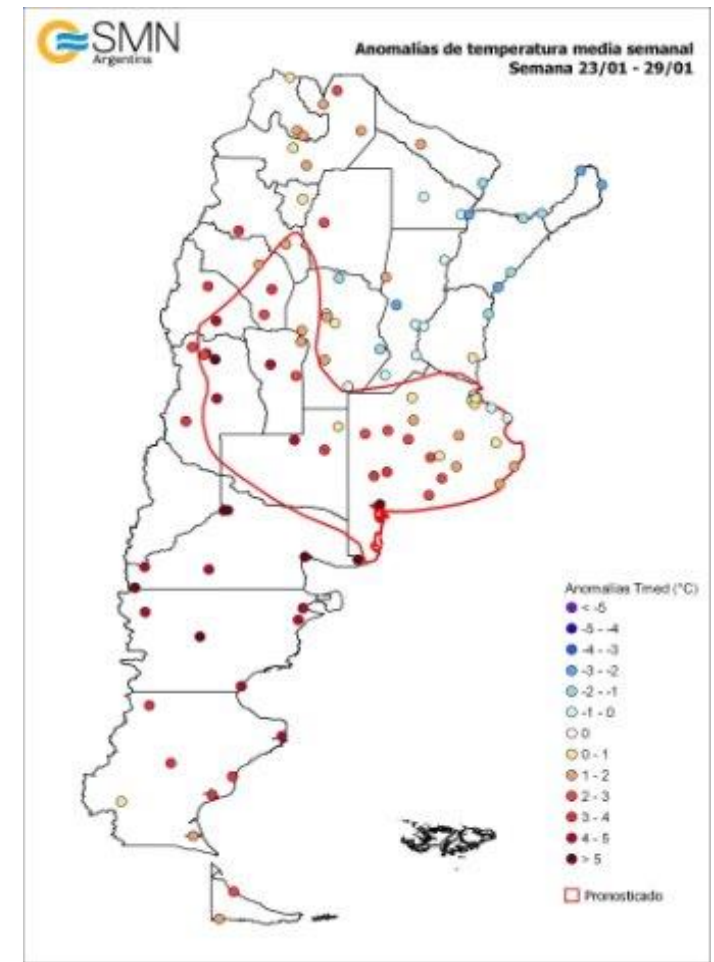 SMN
Argentina
Anomalías de temperatura media semanal
Semana 23/01 - 29/01
Anomalías Tmed (°C)
< -5
-5 - -4
-4 - -3
-3 - -2
-2 - -1
-1 - 0
0
0 - 1
1 - 2
2 - 3
3 - 4
4 - 5
> 5
Pronosticado